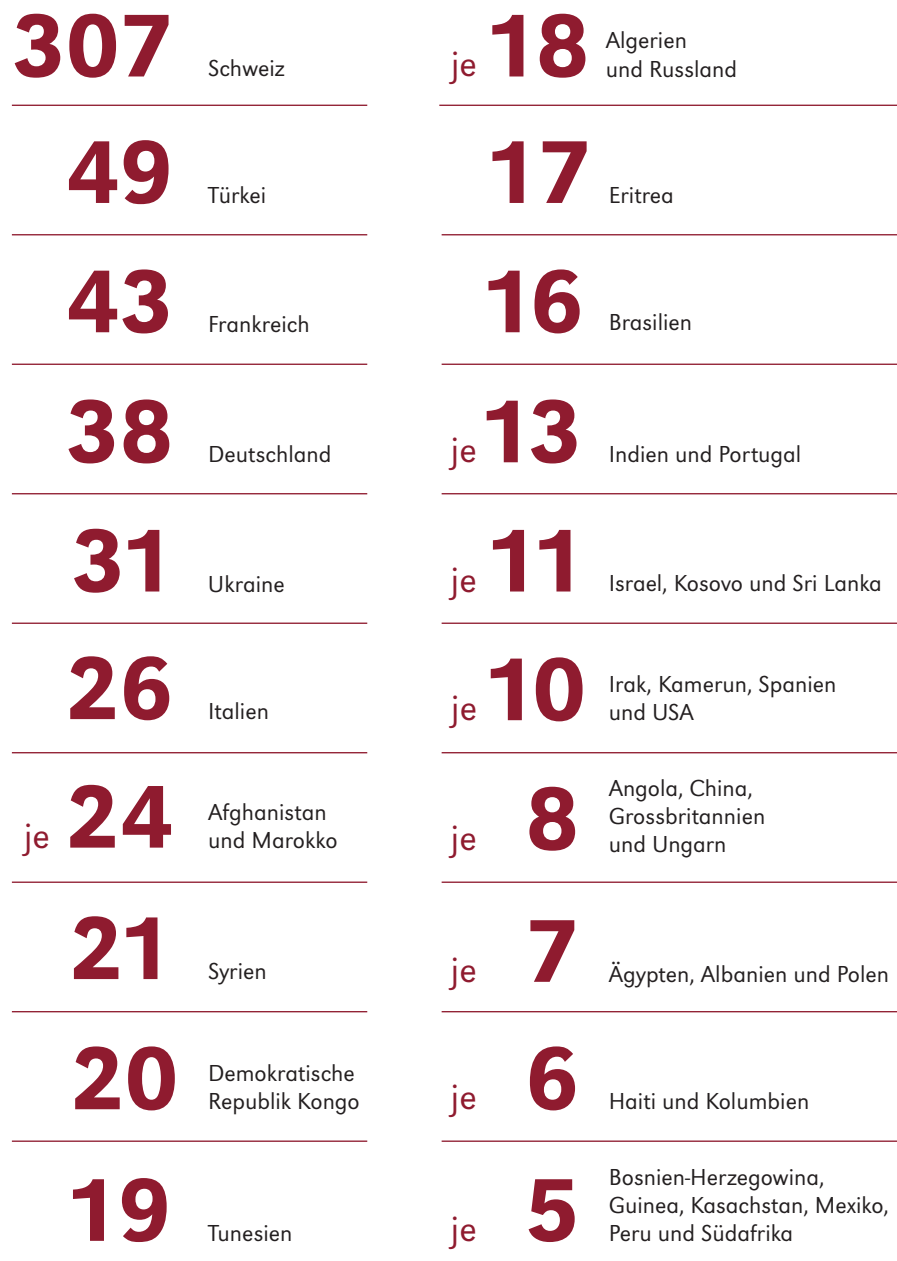 307 Schweiz
49 Türkei
43 Frankreich
38 Deutschland
31 Ukraine
26 Italien
je 24 Afghanistan
und Marokko
21 Syrien
20 Demokratische
Republik Kongo
19 Tunesien
je 18 Algerien
und Russland
17 Eritrea
16 Brasilien
je 13 Indien und Portugal
je 11 Israel, Kosovo und Sri Lanka
je 10 Irak, Kamerun, Spanien
und USA
je 8 Angola, China,
Grossbritannien
und Ungarn
je 7 Ägypten, Albanien und Polen
je 6 Haiti und Kolumbien
je 5 Bosnien-Herzegowina,
Guinea, Kasachstan, Mexiko,
Peru und Südafrika